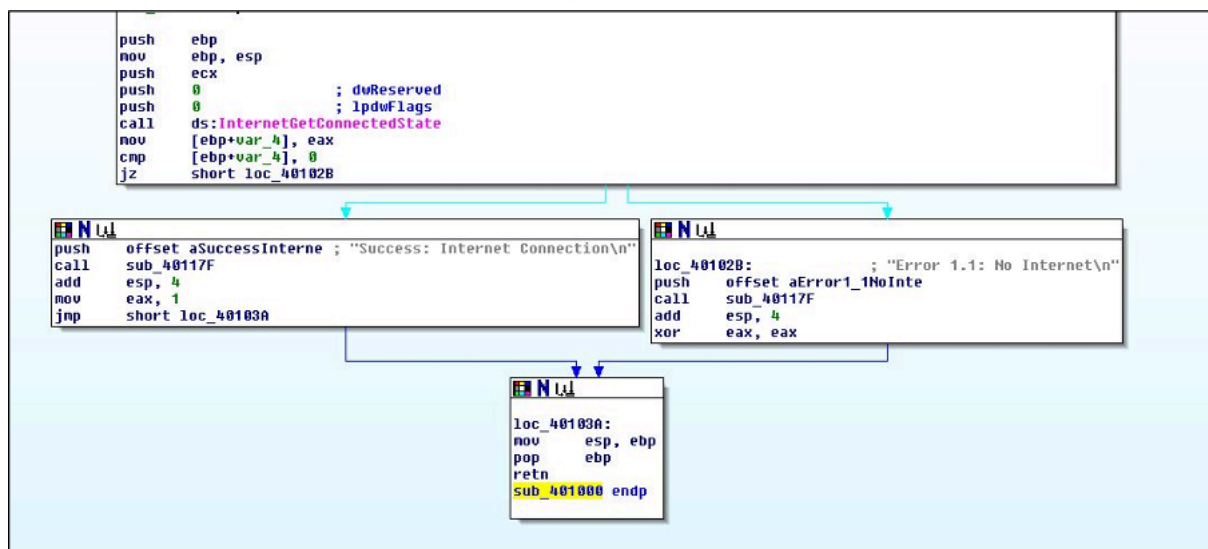 push ebp
mov ebp, esp
push ecx
push 0 ; dwReserved
push 0 ; lpdwFlags
call ds:InternetGetConnectedState
mov [ebp+var_4], eax
cmp [ebp+var_4], 0
jz short loc_40102B
N
push offset aSuccessInterne ; "Success: Internet Connection\n"
call sub_40117F
add esp, 4
mov eax, 1
jmp short loc_40103A
N
loc_40102B: ; "Error 1.1: No Internet\n"
push offset aError1_1NoInte
call sub_40117F
add esp, 4
xor eax, eax
N
loc_40103A:
mov esp, ebp
pop ebp
retn
sub_401000 endp